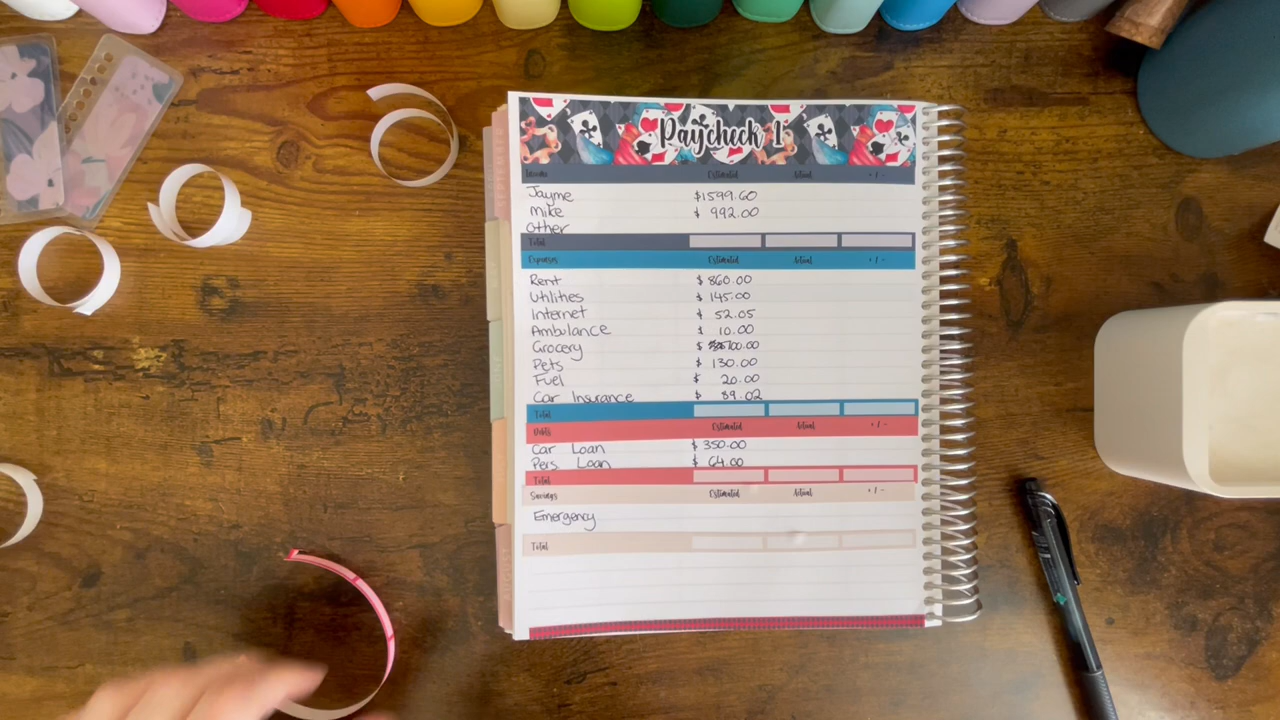 Paycheck 1
Income Estimated Actual + / -
Jayme $1599.60
Mike $ 992.00
Other
Total
Expenses Estimated Actual + / -
Rent $ 860.00
Utilities $ 145.00
Internet $ 52.05
Ambulance $ 10.00
Grocery $ 100.00
Pets $ 130.00
Fuel $ 20.00
Car Insurance $ 89.02
Total
Debts Estimated Actual + / -
Car Loan $ 350.00
Pers Loan $ 64.00
Total
Savings Estimated Actual + / -
Emergency
Total